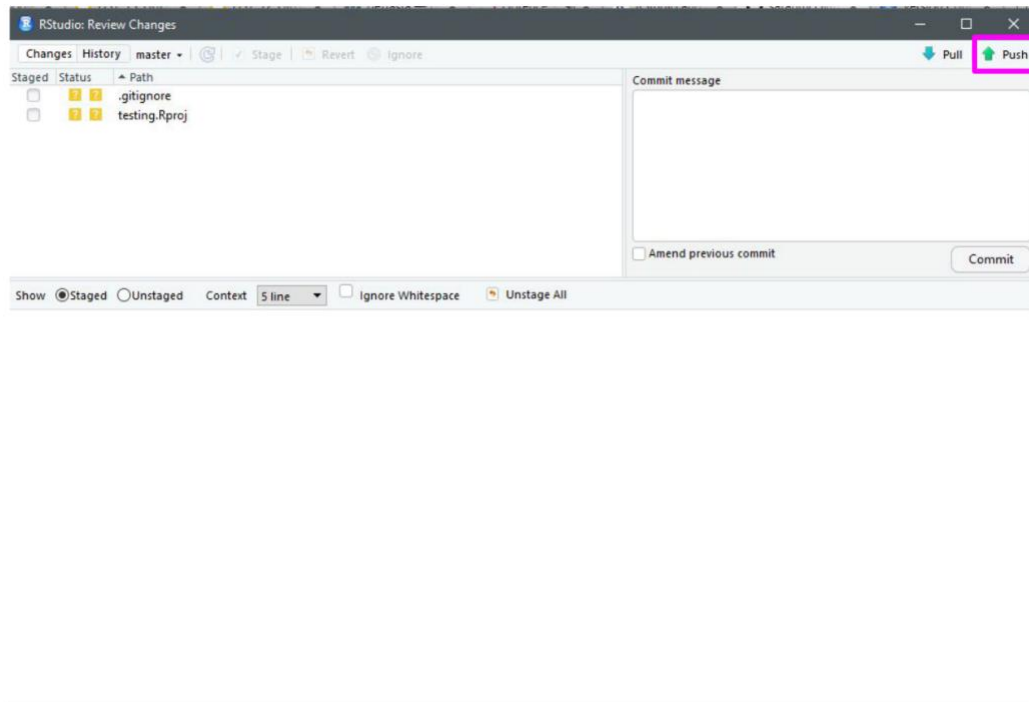 RStudio: Review Changes
Changes History master Stage Revert Ignore Pull Push
Staged Status Path Commit message
? ? .gitignore
? ? testing.Rproj
Amend previous commit Commit
Show Staged Unstaged Context 5 line Ignore Whitespace Unstage All